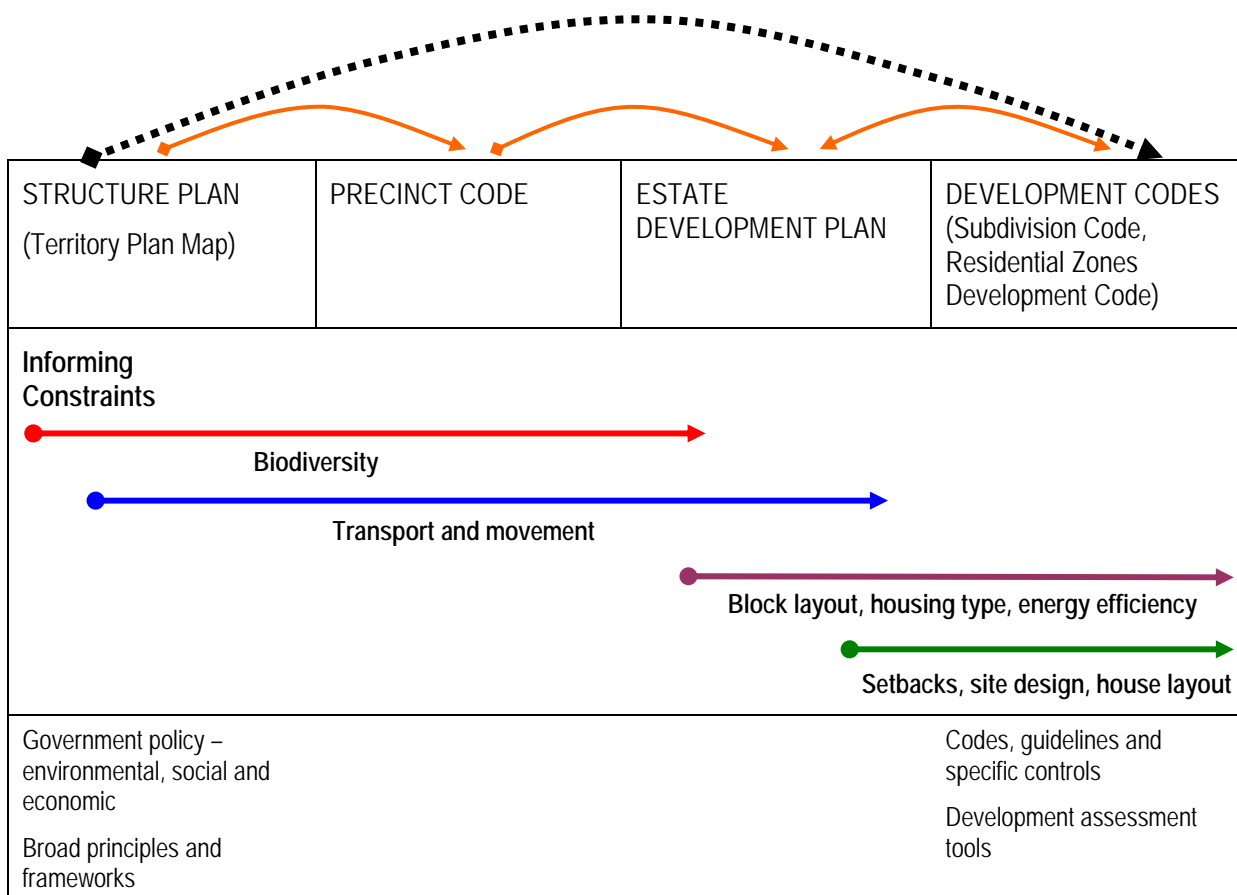 STRUCTURE PLAN
(Territory Plan Map)
PRECINCT CODE
ESTATE
DEVELOPMENT PLAN
DEVELOPMENT CODES
(Subdivision Code,
Residential Zones
Development Code)
Informing
Constraints
Biodiversity
Transport and movement
Block layout, housing type, energy efficiency
Setbacks, site design, house layout
Government policy –
environmental, social and
economic
Broad principles and
frameworks
Codes, guidelines and
specific controls
Development assessment
tools